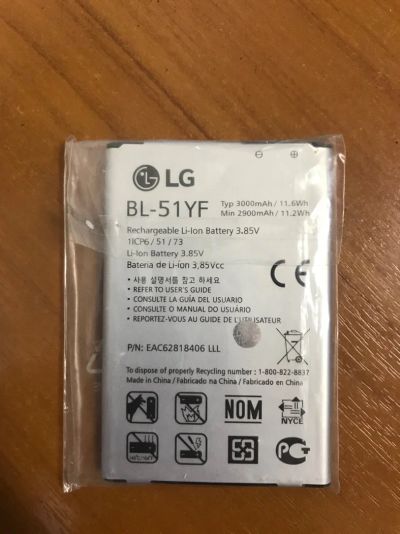 LG
BL-51YF
Typ 3000mAh / 11.6Wh
Min 2900mAh / 11.2Wh
Rechargeable Li-Ion Battery 3.85V
1ICP6 / 51 / 73
Li-Ion Battery 3.85V
Batería de Li-Ion 3,85Vcc
• 사용 설명서를 참고 하세요
• REFER TO USER'S GUIDE
• CONSULTE LA GUÍA DEL USUARIO
• CONSULTE O MANUAL DO USUÁRIO
• REPORTEZ-VOUS AU GUIDE DE L'UTILISATEUR
CE
P/N: EAC62818406 LLL
To dispose of properly Recycling number: 1-800-822-8837
Made in China / Fabricado na China / Fabricado en China
NOM
NYCE